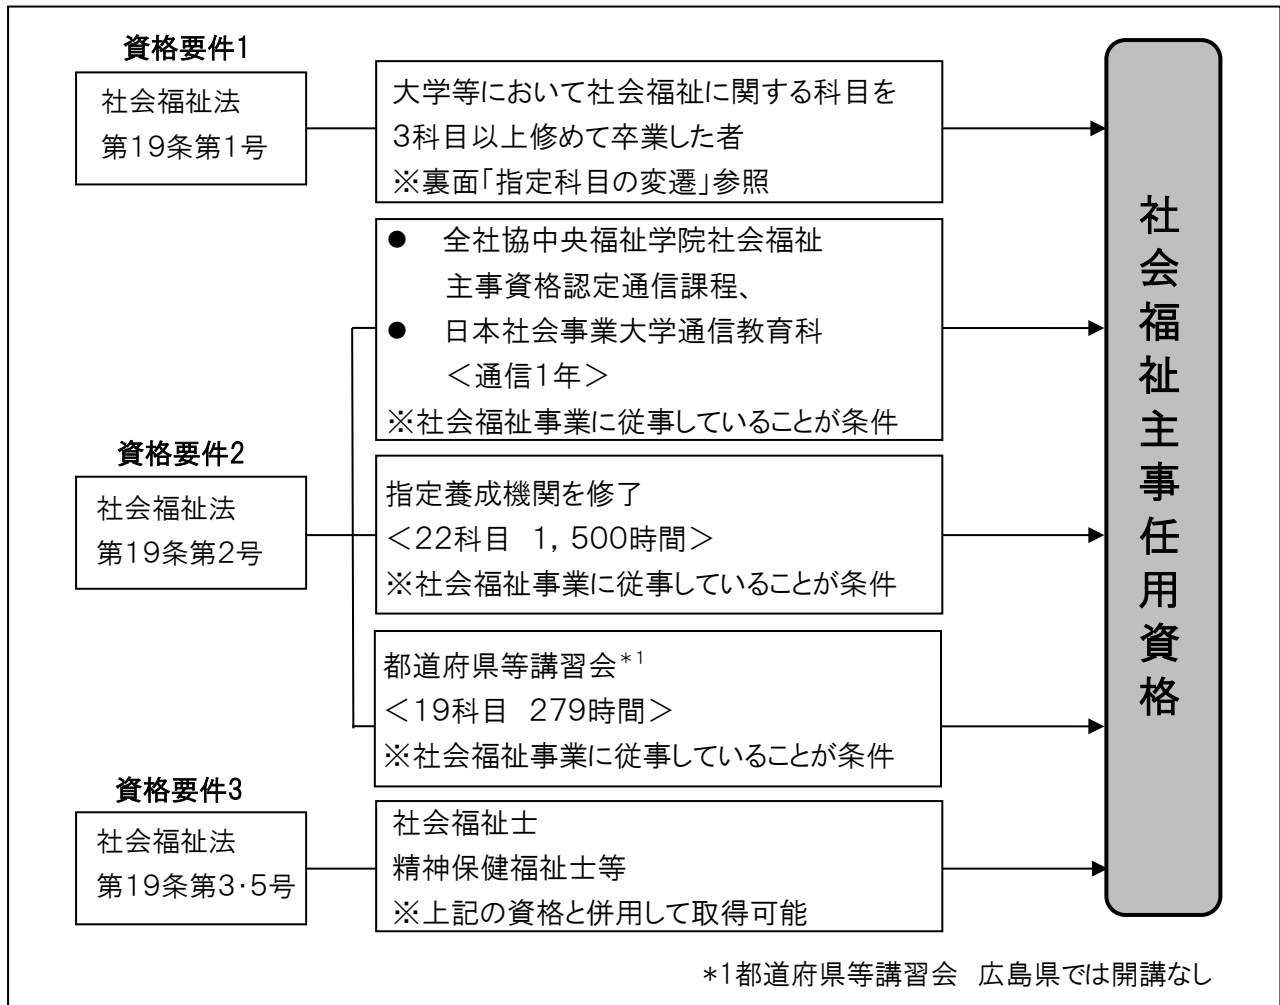 資格要件1
社会福祉法
第19条第1号
大学等において社会福祉に関する科目を
3科目以上修めて卒業した者
※裏面「指定科目の変遷」参照
資格要件2
社会福祉法
第19条第2号
● 全社協中央福祉学院社会福祉
主事資格認定通信課程、
● 日本社会事業大学通信教育科
＜通信1年＞
※社会福祉事業に従事していることが条件
指定養成機関を修了
＜22科目 1，500時間＞
※社会福祉事業に従事していることが条件
都道府県等講習会*1
＜19科目 279時間＞
※社会福祉事業に従事していることが条件
資格要件3
社会福祉法
第19条第3・5号
社会福祉士
精神保健福祉士等
※上記の資格と併用して取得可能
社会福祉主事任用資格
*1都道府県等講習会 広島県では開講なし